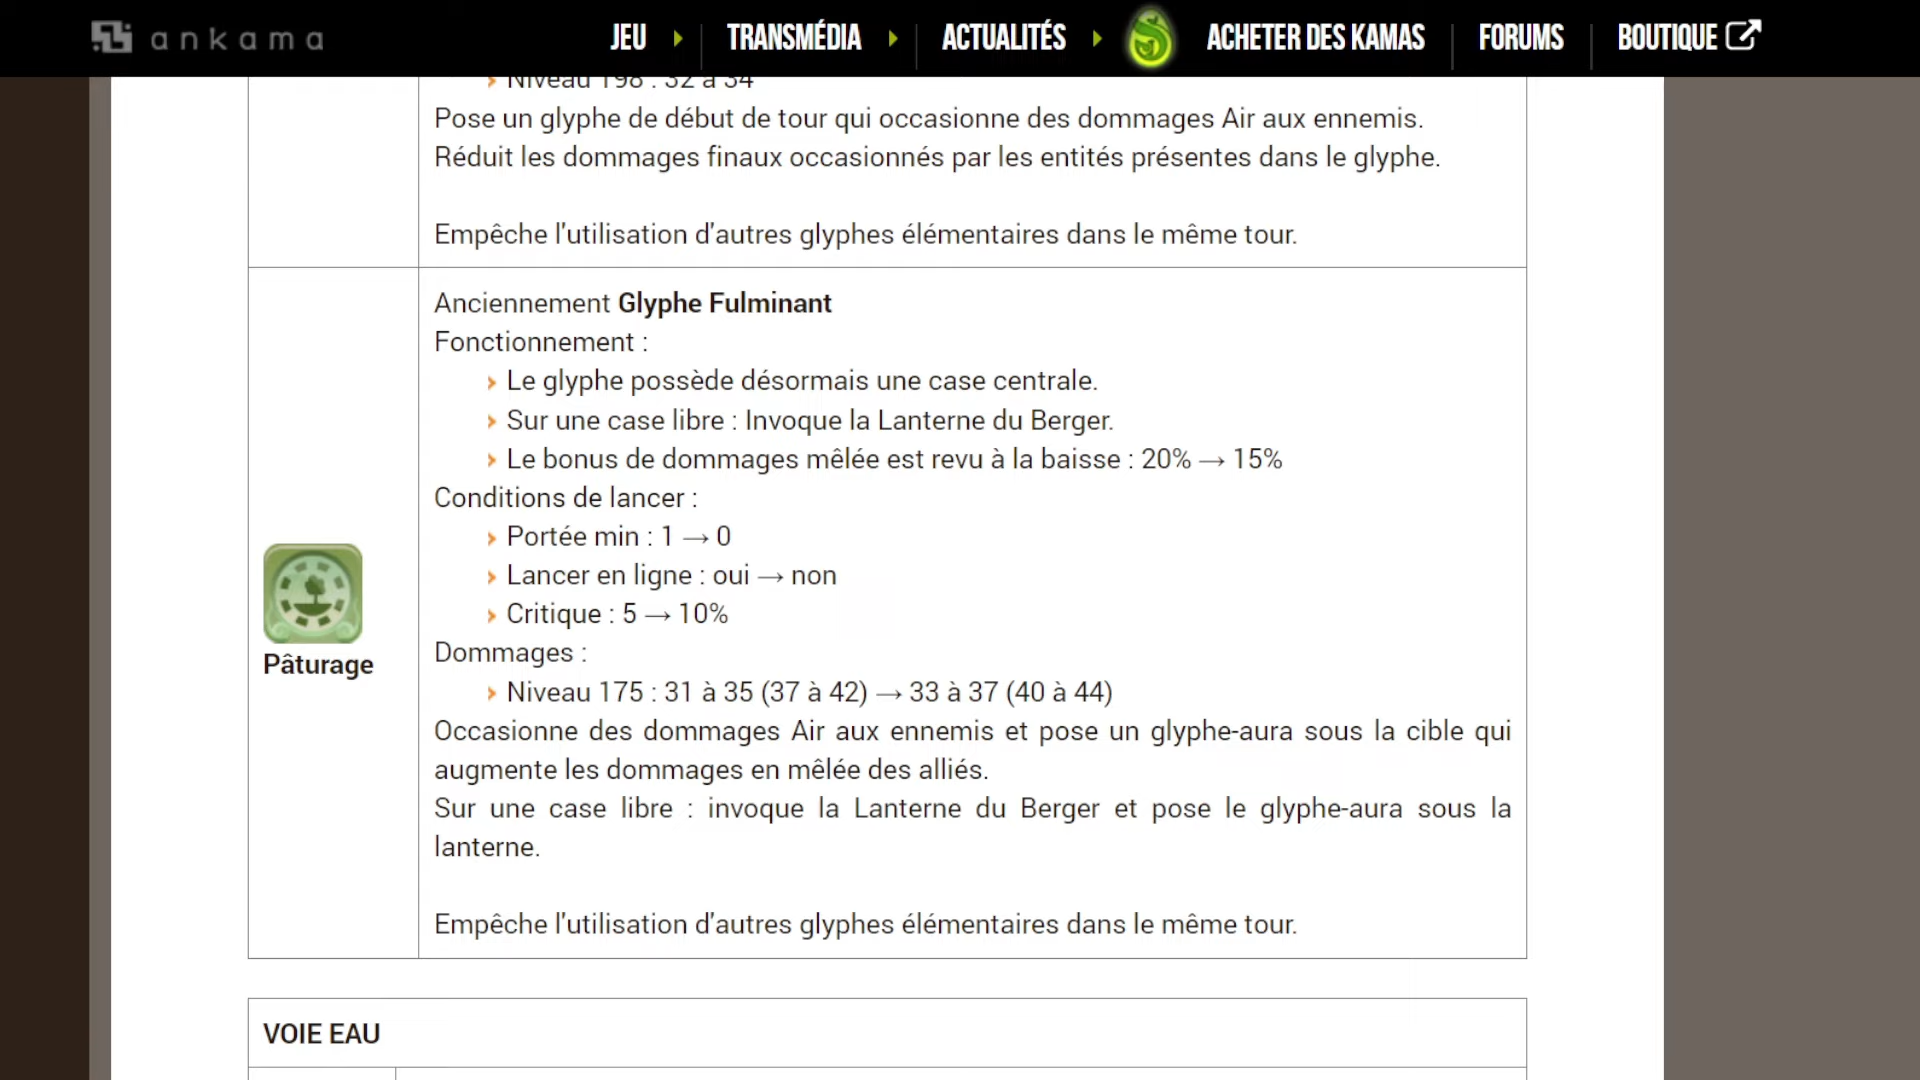 ankama
JEU
TRANSMÉDIA
ACTUALITÉS
ACHETER DES KAMAS
FORUMS
BOUTIQUE
Niveau 198 : 32 à 34
Pose un glyphe de début de tour qui occasionne des dommages Air aux ennemis.
Réduit les dommages finaux occasionnés par les entités présentes dans le glyphe.
Empêche l'utilisation d'autres glyphes élémentaires dans le même tour.
Pâturage
Anciennement Glyphe Fulminant
Fonctionnement :
Le glyphe possède désormais une case centrale.
Sur une case libre : Invoque la Lanterne du Berger.
Le bonus de dommages mêlée est revu à la baisse : 20% → 15%
Conditions de lancer :
Portée min : 1 → 0
Lancer en ligne : oui → non
Critique : 5 → 10%
Dommages :
Niveau 175 : 31 à 35 (37 à 42) → 33 à 37 (40 à 44)
Occasionne des dommages Air aux ennemis et pose un glyphe-aura sous la cible qui
augmente les dommages en mêlée des alliés.
Sur une case libre : invoque la Lanterne du Berger et pose le glyphe-aura sous la
lanterne.
Empêche l'utilisation d'autres glyphes élémentaires dans le même tour.
VOIE EAU